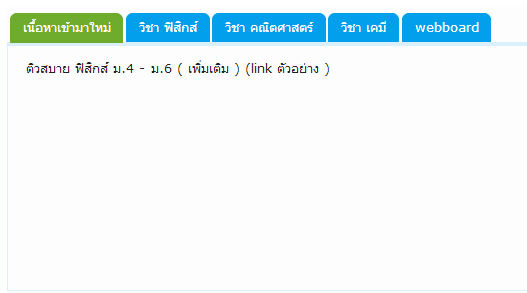 เนื้อหาเข้ามาใหม่ วิชา ฟิสิกส์ วิชา คณิตศาสตร์ วิชา เคมี webboard
ติวสบาย ฟิสิกส์ ม.4 - ม.6 ( เพิ่มเติม ) (link ตัวอย่าง )